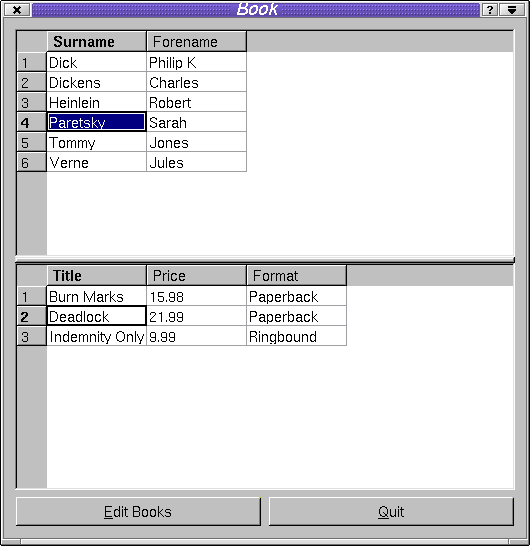 Book ?
Surname Forename
1 Dick Philip K
2 Dickens Charles
3 Heinlein Robert
4 Paretsky Sarah
5 Tommy Jones
6 Verne Jules
Title Price Format
1 Burn Marks 15.98 Paperback
2 Deadlock 21.99 Paperback
3 Indemnity Only 9.99 Ringbound
Edit Books Quit